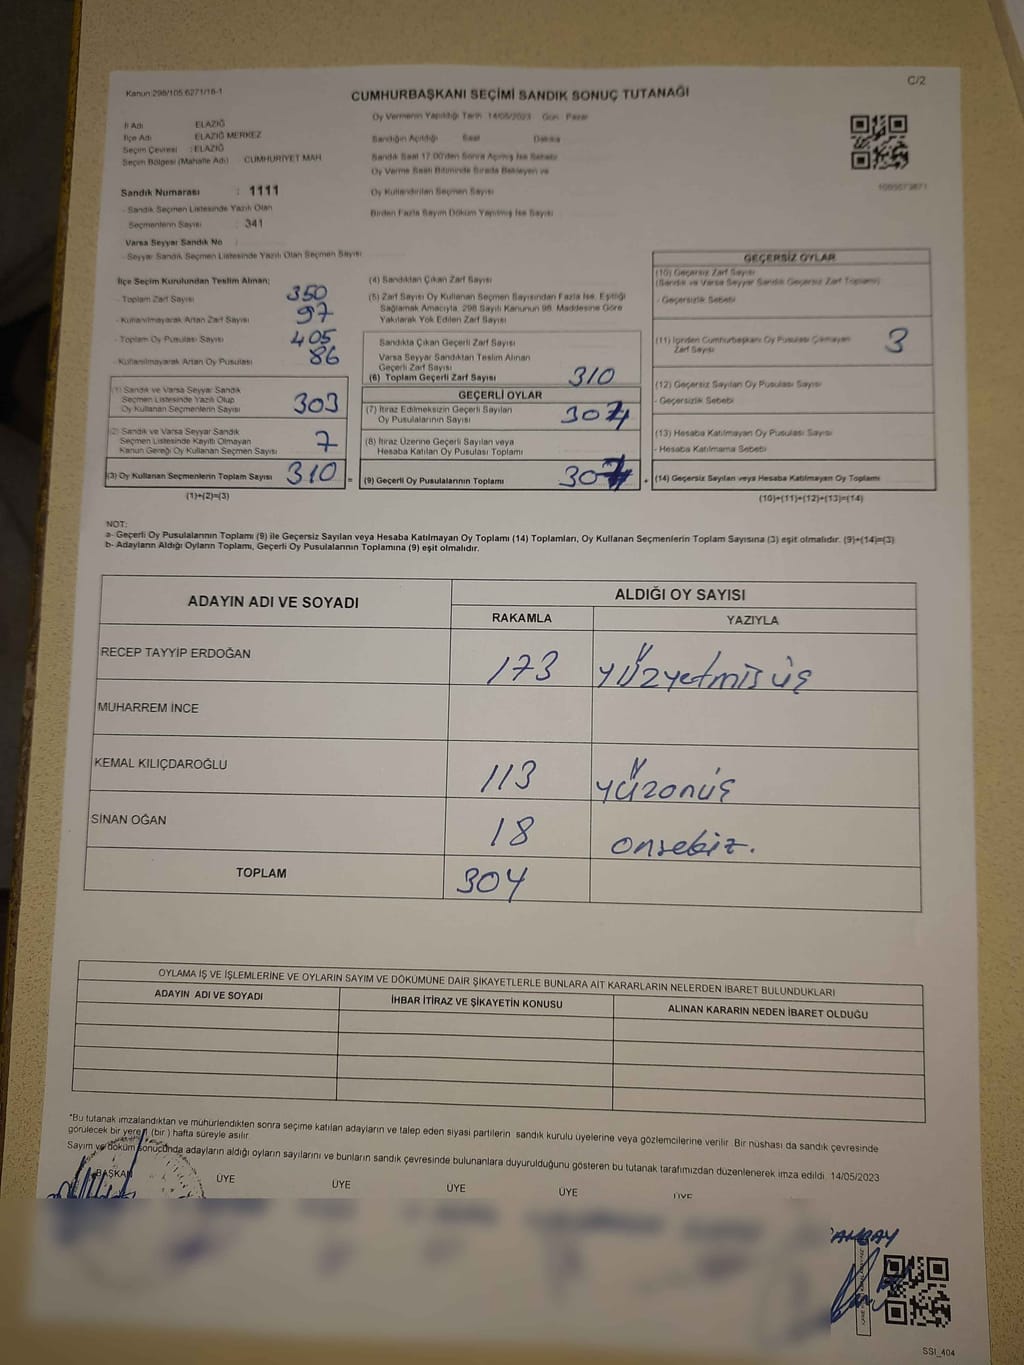 C/2
Kanun:298/105.6271/18-1
CUMHURBAŞKANI SEÇİMİ SANDIK SONUÇ TUTANAĞI
İl Adı ELAZIĞ
İlçe Adı ELAZIĞ MERKEZ
Seçim Çevresi : ELAZIĞ
Seçim Bölgesi (Mahalle Adı) CUMHURİYET MAH
Sandık Numarası : 1111
- Sandık Seçmen Listesinde Yazılı Olan
Seçmenlerin Sayısı : 341
Varsa Seyyar Sandık No
- Seyyar Sandık Seçmen Listesinde Yazılı Olan Seçmen Sayısı
Oy Vermenin Yapıldığı Tarih 14/05/2023 Gün Pazar
Sandığın Açıldığı Saat Dakika
Sandık Saat 17:00'den Sonra Açılmış İse Sebebi
Oy Verme Saati Bitiminde Sırada Bekleyen ve
Oy Kullandırılan Seçmen Sayısı
Birden Fazla Sayım Döküm Yapılmış İse Sayısı
İlçe Seçim Kurulundan Teslim Alınan;
- Toplam Zarf Sayısı 350
- Kullanılmayarak Artan Zarf Sayısı 97
- Toplam Oy Pusulası Sayısı 405
- Kullanılmayarak Artan Oy Pusulası 86
(1) Sandık ve Varsa Seyyar Sandık
Seçmen Listesinde Yazılı Olup
Oy Kullanan Seçmenlerin Sayısı 303
(2) Sandık ve Varsa Seyyar Sandık
Seçmen Listesinde Kayıtlı Olmayan
Kanun Gereği Oy Kullanan Seçmen Sayısı 7
(3) Oy Kullanan Seçmenlerin Toplam Sayısı 310 =
(1)+(2)=(3)
(4) Sandıktan Çıkan Zarf Sayısı
(5) Zarf Sayısı Oy Kullanan Seçmen Sayısından Fazla İse, Eşitliği
Sağlamak Amacıyla, 298 Sayılı Kanunun 98. Maddesine Göre
Yakılarak Yok Edilen Zarf Sayısı
Sandıkta Çıkan Geçerli Zarf Sayısı
Varsa Seyyar Sandıktan Teslim Alınan
Geçerli Zarf Sayısı
(6) Toplam Geçerli Zarf Sayısı 310
GEÇERLİ OYLAR
(7) İtiraz Edilmeksizin Geçerli Sayılan
Oy Pusulalarının Sayısı 307
(8) İtiraz Üzerine Geçerli Sayılan veya
Hesaba Katılan Oy Pusulası Toplamı
(9) Geçerli Oy Pusulalarının Toplamı 307 +
GEÇERSİZ OYLAR
(10) Geçersiz Zarf Sayısı
(Sandık ve Varsa Seyyar Sandık Geçersiz Zarf Toplamı)
- Geçersizlik Sebebi
(11) İçinden Cumhurbaşkanı Oy Pusulası Çıkmayan
Zarf Sayısı 3
(12) Geçersiz Sayılan Oy Pusulası Sayısı
- Geçersizlik Sebebi
(13) Hesaba Katılmayan Oy Pusulası Sayısı
- Hesaba Katılmama Sebebi
(14) Geçersiz Sayılan veya Hesaba Katılmayan Oy Toplamı
(10)+(11)+(12)+(13)=(14)
NOT:
a- Geçerli Oy Pusulalarının Toplamı (9) ile Geçersiz Sayılan veya Hesaba Katılmayan Oy Toplamı (14) Toplamları, Oy Kullanan Seçmenlerin Toplam Sayısına (3) eşit olmalıdır. (9)+(14)=(3)
b- Adayların Aldığı Oyların Toplamı, Geçerli Oy Pusulalarının Toplamına (9) eşit olmalıdır.
ADAYIN ADI VE SOYADI
ALDIĞI OY SAYISI
RAKAMLA YAZIYLA
RECEP TAYYİP ERDOĞAN 173 yüzyetmiş üç
MUHARREM İNCE
KEMAL KILIÇDAROĞLU 113 yüzonüç
SİNAN OĞAN 18 onsekiz.
TOPLAM 304
OYLAMA İŞ VE İŞLEMLERİNE VE OYLARIN SAYIM VE DÖKÜMÜNE DAİR ŞİKAYETLERLE BUNLARA AİT KARARLARIN NELERDEN İBARET BULUNDUKLARI
ADAYIN ADI VE SOYADI İHBAR İTİRAZ VE ŞİKAYETİN KONUSU ALINAN KARARIN NEDEN İBARET OLDUĞU
*Bu tutanak imzalandıktan ve mühürlendikten sonra seçime katılan adayların ve talep eden siyasi partilerin sandık kurulu üyelerine veya gözlemcilerine verilir. Bir nüshası da sandık çevresinde
görülecek bir yere 1 (bir) hafta süreyle asılır.
Sayım ve döküm sonucunda adayların aldığı oyların sayılarını ve bunların sandık çevresinde bulunanlara duyurulduğunu gösteren bu tutanak tarafımızdan düzenlenerek imza edildi. 14/05/2023
BAŞKAN ÜYE ÜYE ÜYE ÜYE ÜYE
SSI_404